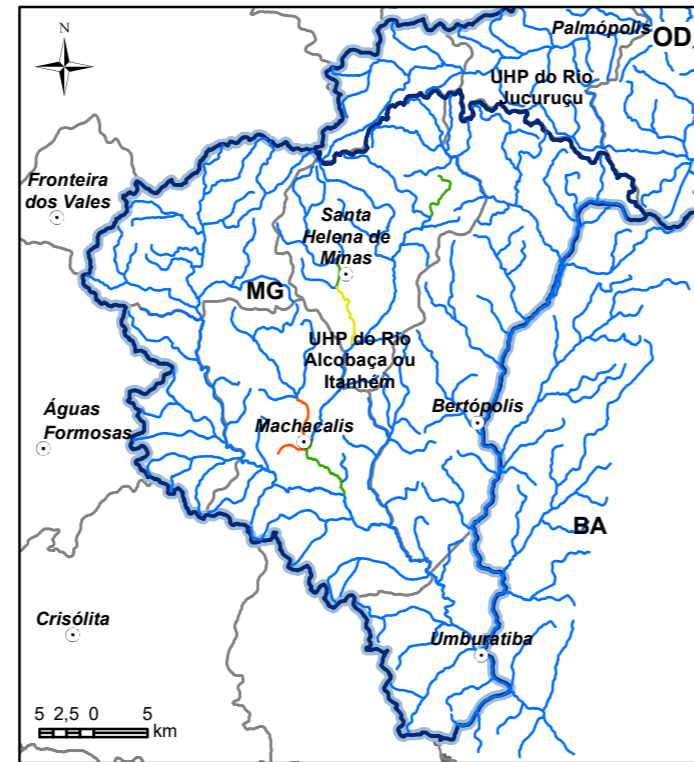 N
Palmópolis
OD
UHP do Rio
Jucuruçu
Fronteira
dos Vales
Santa
Helena de
Minas
MG
UHP do Rio
Alcobaça ou
Itanhém
Águas
Formosas
Machacalis
Bertópolis
BA
Crisólita
Umburatiba
5 2,5 0 5
km